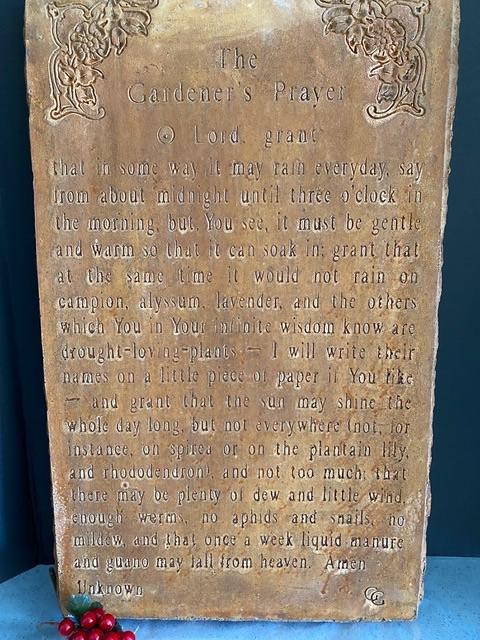 The
Gardener's Prayer
O Lord, grant
that in some way it may rain everyday, say
from about midnight until three o'clock in
the morning, but, You see, it must be gentle
and warm so that it can soak in; grant that
at the same time it would not rain on
campion, alyssum, lavender, and the others
which You in Your infinite wisdom know are
drought-loving-plants — I will write their
names on a little piece of paper if You like
— and grant that the sun may shine the
whole day long, but not everywhere (not, for
instance, on spirea or on the plantain lily,
and rhododendron), and not too much; that
there may be plenty of dew and little wind,
enough worms, no aphids and snails, no
mildew, and that once a week liquid manure
and guano may fall from heaven. Amen
Unknown